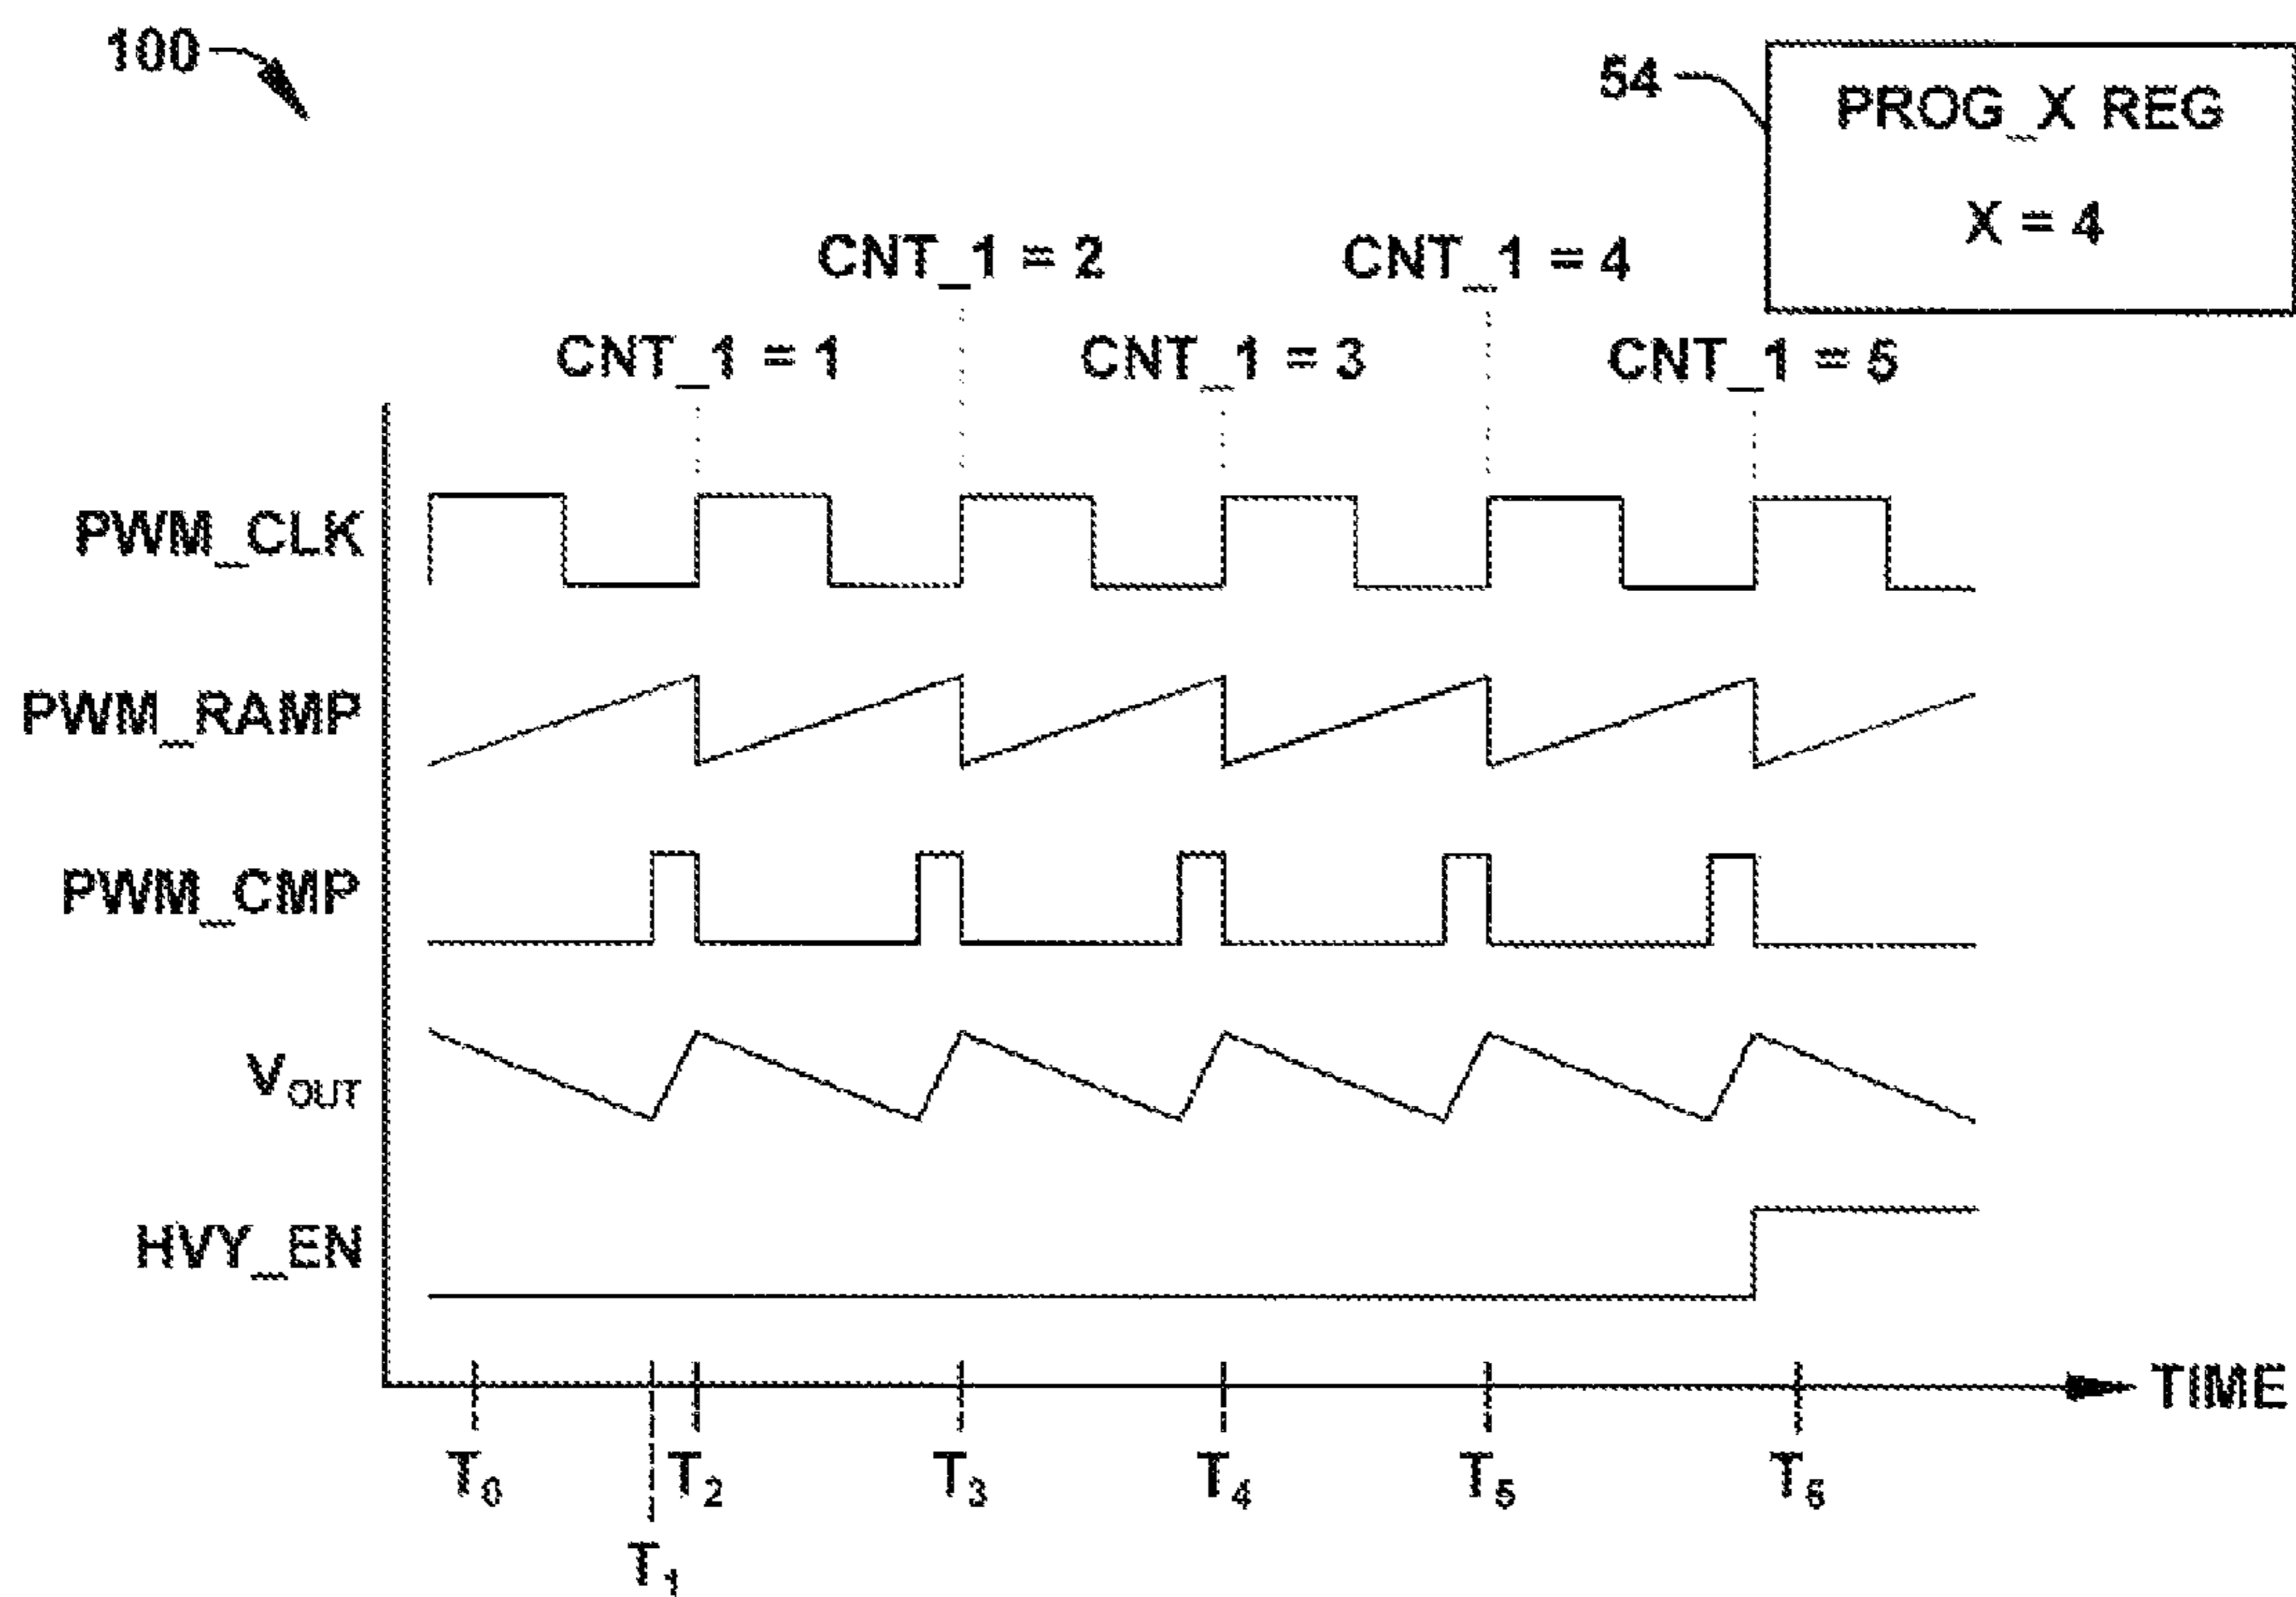 100
54
PROG_X REG
X = 4
CNT_1 = 2
CNT_1 = 4
CNT_1 = 1
CNT_1 = 3
CNT_1 = 5
PWM_CLK
PWM_RAMP
PWM_CMP
VOUT
HVY_EN
TIME
T0
T2
T3
T4
T5
T6
T1